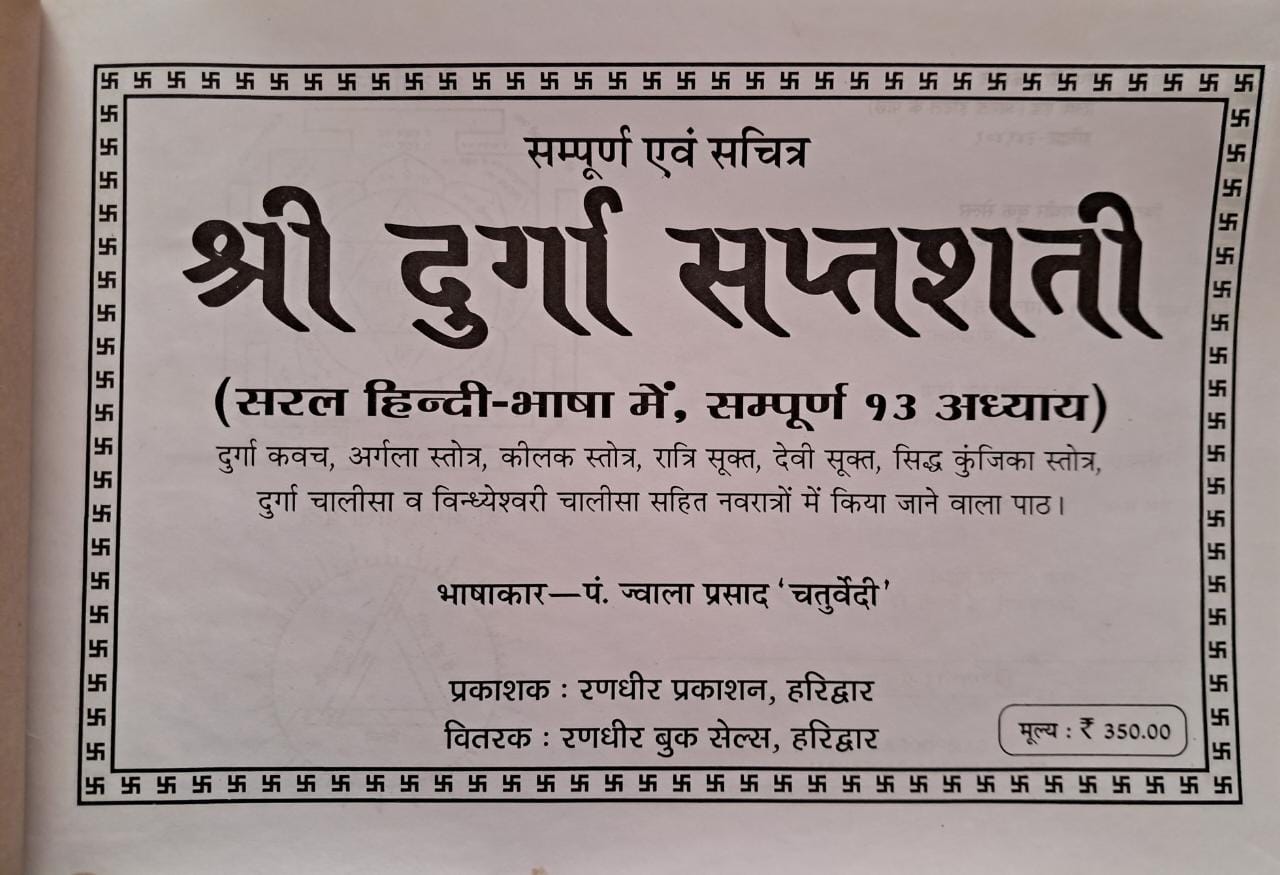 सम्पूर्ण एवं सचित्र
श्री दुर्गा सप्तशती
(सरल हिन्दी-भाषा में, सम्पूर्ण १३ अध्याय)
दुर्गा कवच, अर्गला स्तोत्र, कीलक स्तोत्र, रात्रि सूक्त, देवी सूक्त, सिद्ध कुंजिका स्तोत्र,
दुर्गा चालीसा व विन्ध्येश्वरी चालीसा सहित नवरात्रों में किया जाने वाला पाठ।
भाषाकार—पं. ज्वाला प्रसाद ‘चतुर्वेदी’
प्रकाशक : रणधीर प्रकाशन, हरिद्वार
वितरक : रणधीर बुक सेल्स, हरिद्वार
मूल्य : ₹ 350.00